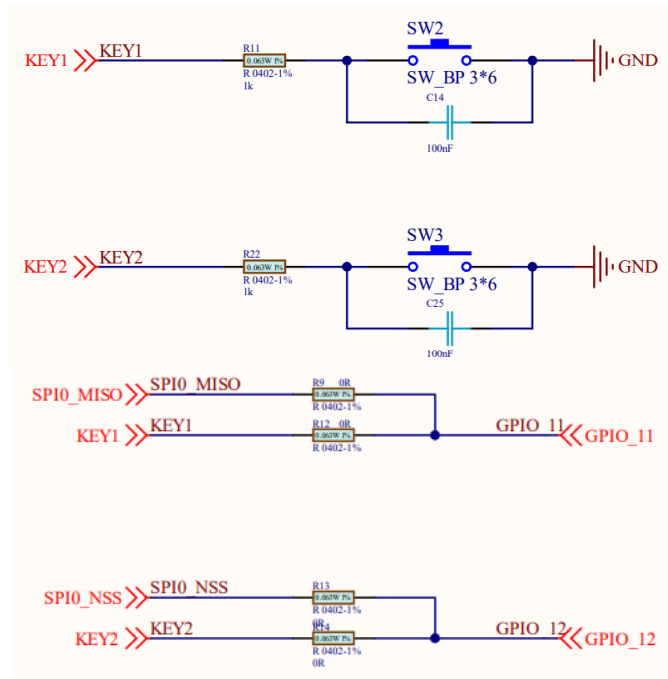 SW2
KEY1 KEY1 R11 GND
0.063W 1%
R 0402-1%
1k
SW_BP 3*6
C14
100nF
SW3
KEY2 KEY2 R22 GND
0.063W 1%
R 0402-1%
1k
SW_BP 3*6
C25
100nF
R9 0R
SPI0_MISO SPI0_MISO
0.063W 1%
R 0402-1%
R12 0R
KEY1 KEY1 GPIO_11 GPIO_11
0.063W 1%
R 0402-1%
R13
SPI0_NSS SPI0_NSS
0.063W 1%
R 0402-1%
0R
R14
KEY2 KEY2 GPIO_12 GPIO_12
0.063W 1%
R 0402-1%
0R